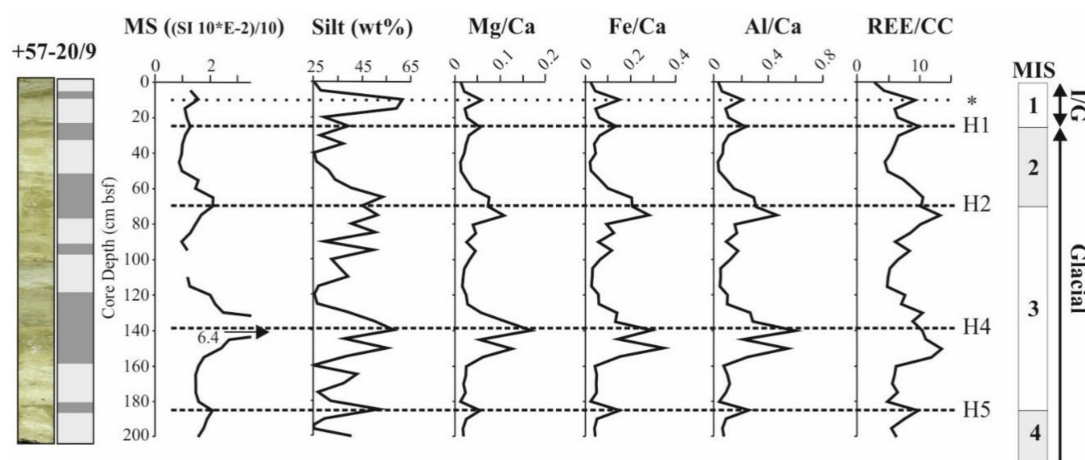 MS ((SI 10*E-2)/10) Silt (wt%) Mg/Ca Fe/Ca Al/Ca REE/CC
+57-20/9
0 2 25 45 65 0 0.1 0.2 0 0.2 0.4 0 0.4 0.8 0 10
MIS
0
20
40
60
80
100
120
140
160
180
200
Core Depth (cm bsf)
6.4
*
H1
H2
H4
H5
1
2
3
4
I/G
Glacial